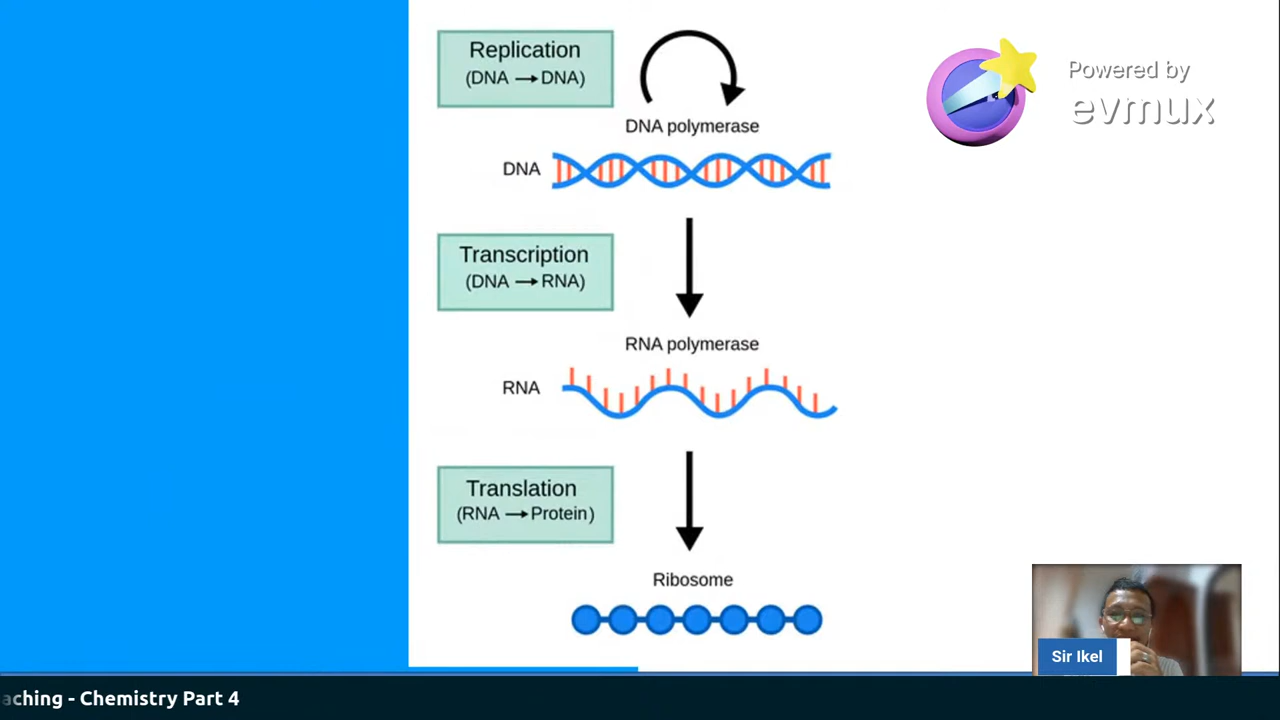 Replication
(DNA → DNA)
DNA polymerase
DNA
Transcription
(DNA → RNA)
RNA polymerase
RNA
Translation
(RNA → Protein)
Ribosome
Powered by
evmux
Sir Ikel
aching - Chemistry Part 4